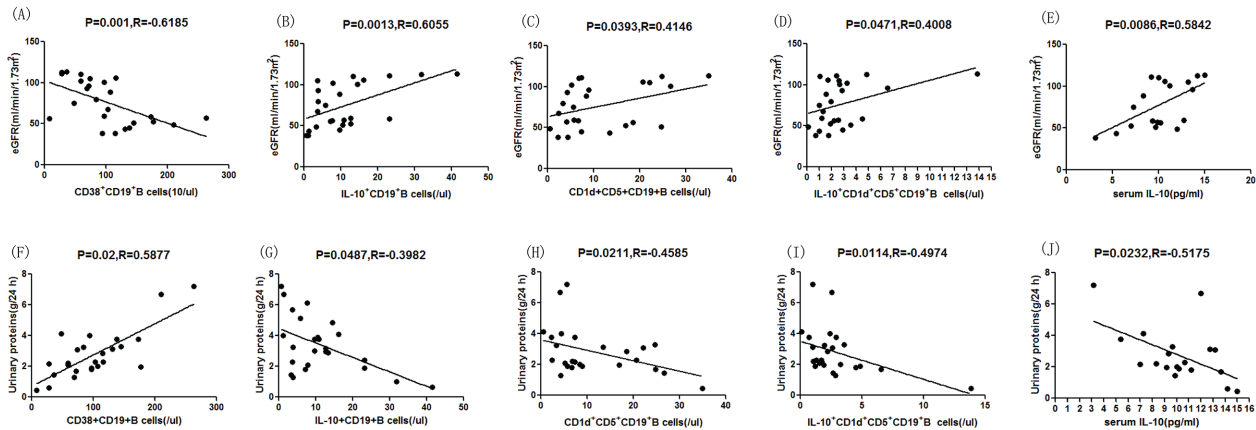 (A)
P=0.001,R=-0.6185
eGFR(ml/min/1.73m²)
150
100
50
0
0 100 200 300
CD38⁺CD19⁺B cells(10/ul)
(B)
P=0.0013,R=0.6055
eGFR(ml/min/1.73m²)
150
100
50
0
0 10 20 30 40 50
IL-10⁺CD19⁺B cells(/ul)
(C)
P=0.0393,R=0.4146
eGFR(ml/min/1.73m²)
150
100
50
0
0 10 20 30 40
CD1d+CD5+CD19+B cells(/ul)
(D)
P=0.0471,R=0.4008
eGFR(ml/min/1.73m²)
150
100
50
0
0 1 2 3 4 5 6 7 8 9 10 11 12 13 14 15
IL-10⁺CD1d⁺CD5⁺CD19⁺B cells(/ul)
(E)
P=0.0086,R=0.5842
eGFR(ml/min/1.73m²)
150
100
50
0
0 5 10 15 20
serum IL-10(pg/ml)
(F)
P=0.02,R=0.5877
Urinary proteins(g/24 h)
8
6
4
2
0
0 100 200 300
CD38+CD19+B cells(/ul)
(G)
P=0.0487,R=-0.3982
Urinary proteins(g/24 h)
8
6
4
2
0
0 10 20 30 40 50
IL-10+CD19+B cells(/ul)
(H)
P=0.0211,R=-0.4585
Urinary proteins(g/24 h)
8
6
4
2
0
0 10 20 30 40
CD1d⁺CD5⁺CD19⁺B cells(/ul)
(I)
P=0.0114,R=-0.4974
Urinary proteins(g/24 h)
8
6
4
2
0
0 5 10 15
IL-10⁺CD1d⁺CD5⁺CD19⁺B cells(/ul)
(J)
P=0.0232,R=-0.5175
Urinary proteins(g/24 h)
8
6
4
2
0
0 1 2 3 4 5 6 7 8 9 10 11 12 13 14 15 16
serum IL-10(pg/ml)